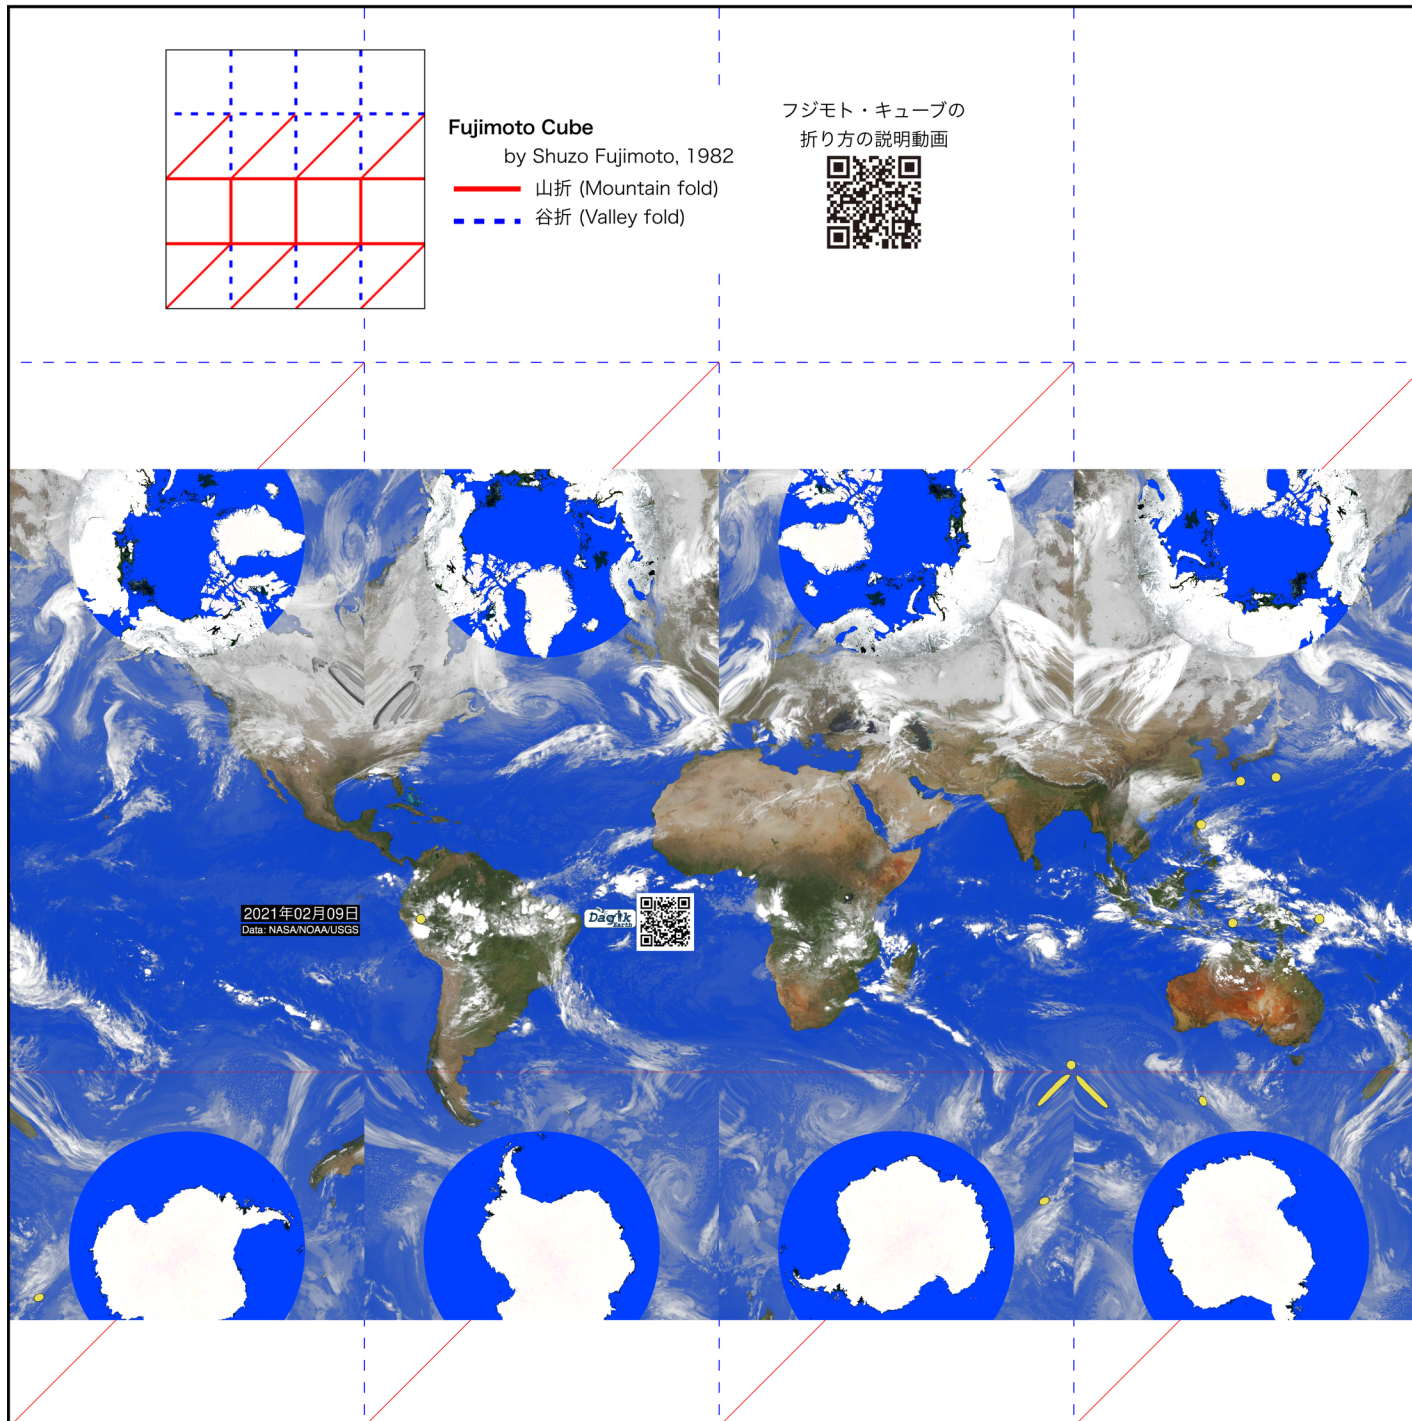 Fujimoto Cube
by Shuzo Fujimoto, 1982
山折 (Mountain fold)
谷折 (Valley fold)
フジモト・キューブの
折り方の説明動画
2021年02月09日
Data: NASA/NOAA/USGS
Dagik
Earth